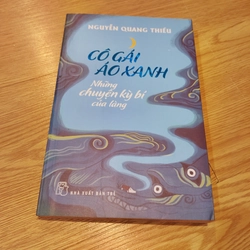 NGUYỄN QUANG THIỀU
CÔ GÁI
ÁO XANH
Những
chuyện kỳ bí
của làng
NHÀ XUẤT BẢN TRẺ